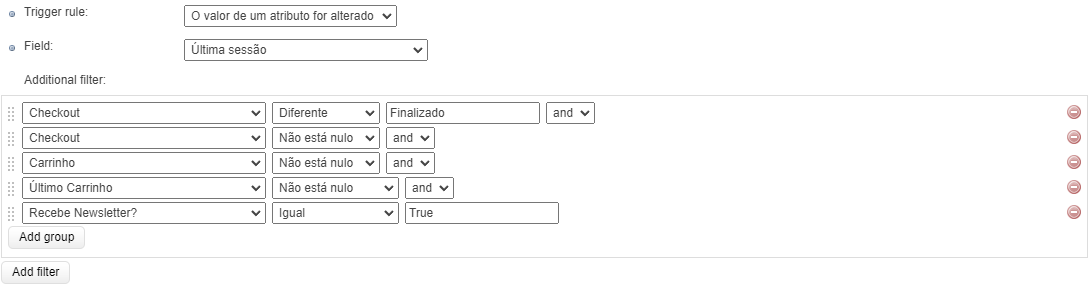 Trigger rule: O valor de um atributo for alterado
Field: Última sessão
Additional filter:
Checkout Diferente Finalizado and
Checkout Não está nulo and
Carrinho Não está nulo and
Último Carrinho Não está nulo and
Recebe Newsletter? Igual True
Add group
Add filter